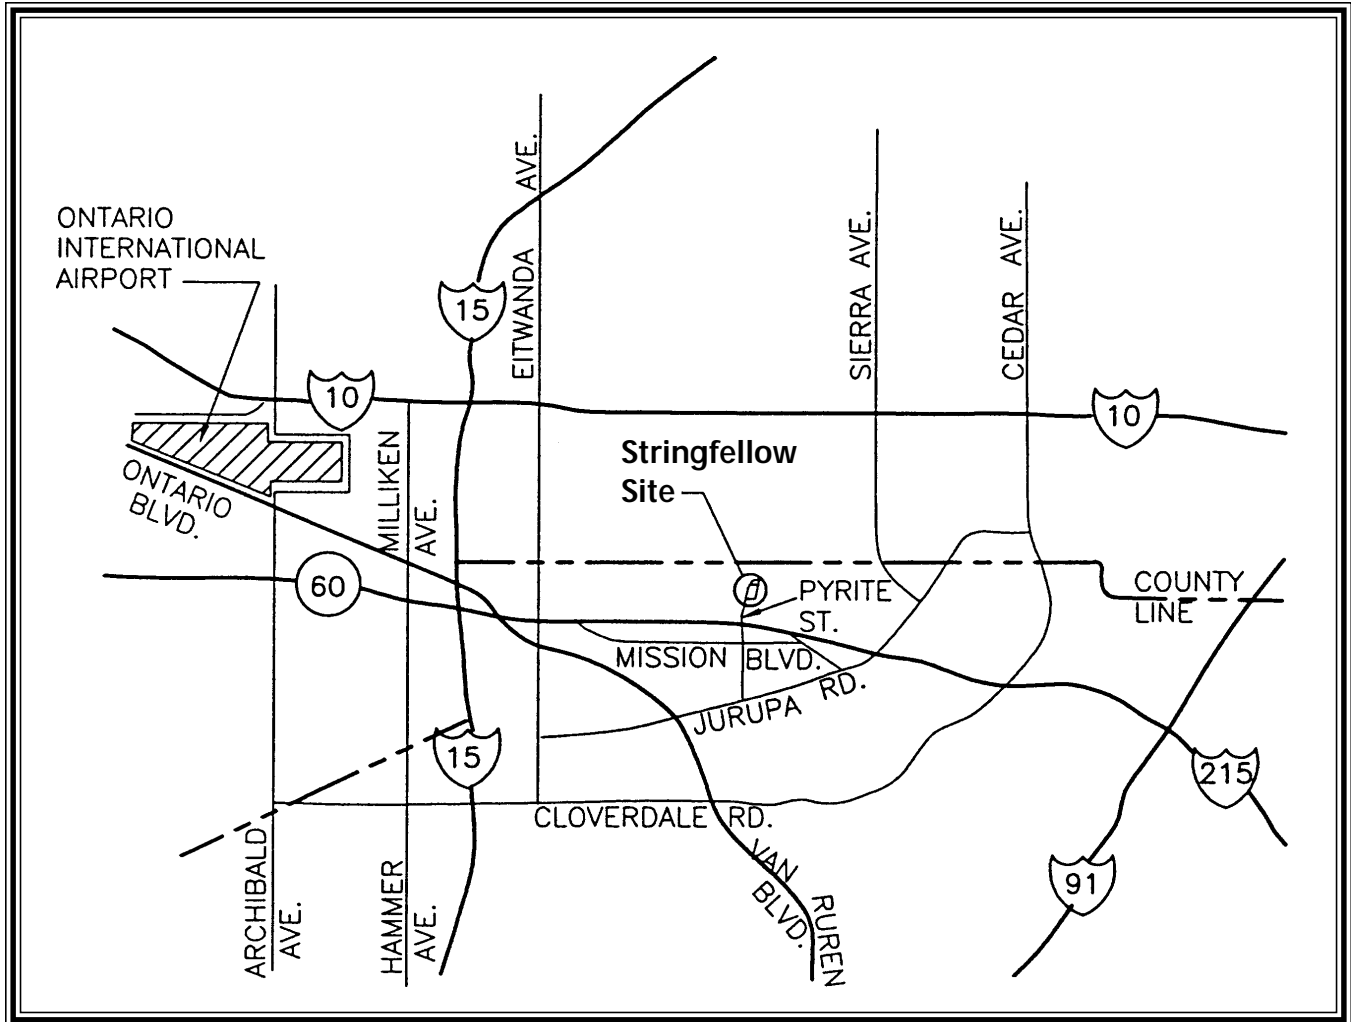 ONTARIO
INTERNATIONAL
AIRPORT
15
EITWANDA AVE.
SIERRA AVE.
CEDAR AVE.
10
10
Stringfellow
Site
ONTARIO
BLVD.
MILLIKEN
AVE.
60
PYRITE
ST.
COUNTY
LINE
MISSION BLVD.
JURUPA RD.
15
215
CLOVERDALE RD.
VAN RUREN
BLVD.
91
ARCHIBALD
AVE.
HAMMER
AVE.